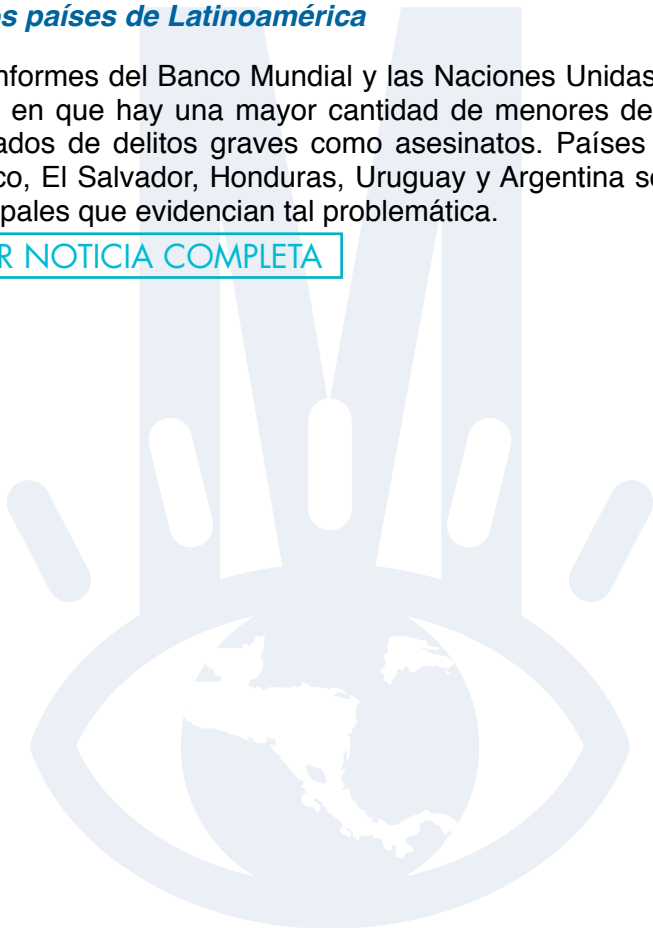 s países de Latinoamérica
nformes del Banco Mundial y las Naciones Unidas
en que hay una mayor cantidad de menores de
ados de delitos graves como asesinatos. Países
co, El Salvador, Honduras, Uruguay y Argentina s
pales que evidencian tal problemática.
R NOTICIA COMPLETA